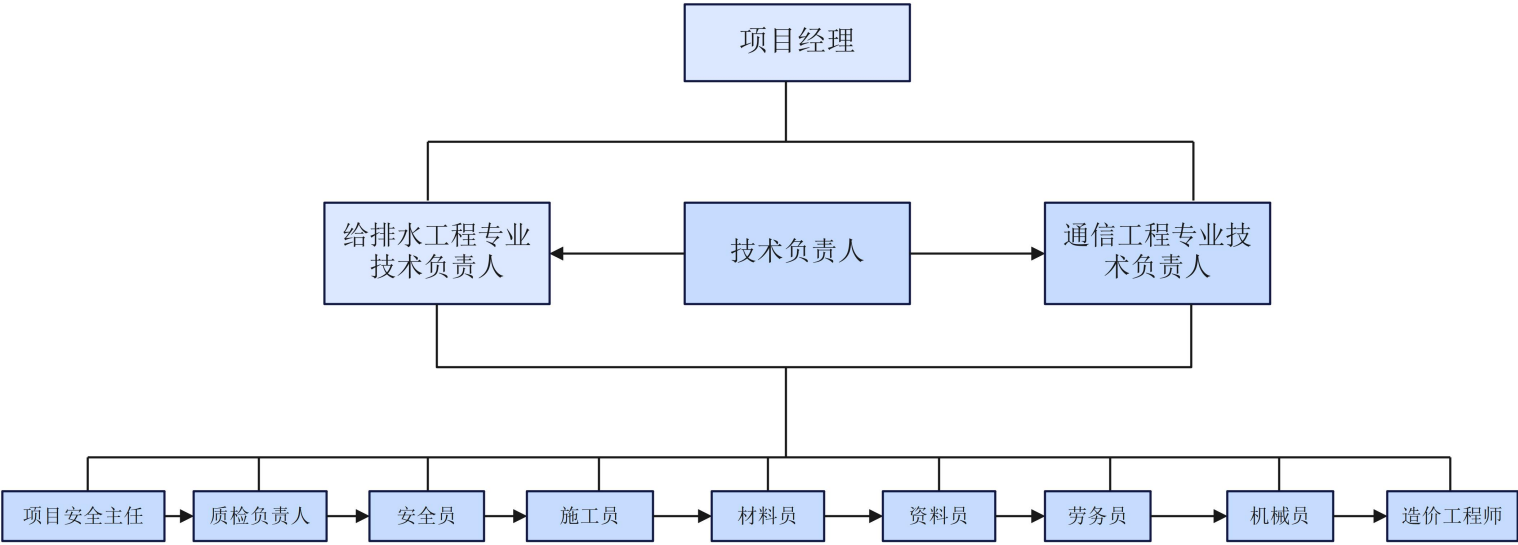 项目经理
给排水工程专业
技术负责人
技术负责人
通信工程专业技
术负责人
项目安全主任
质检负责人
安全员
施工员
材料员
资料员
劳务员
机械员
造价工程师